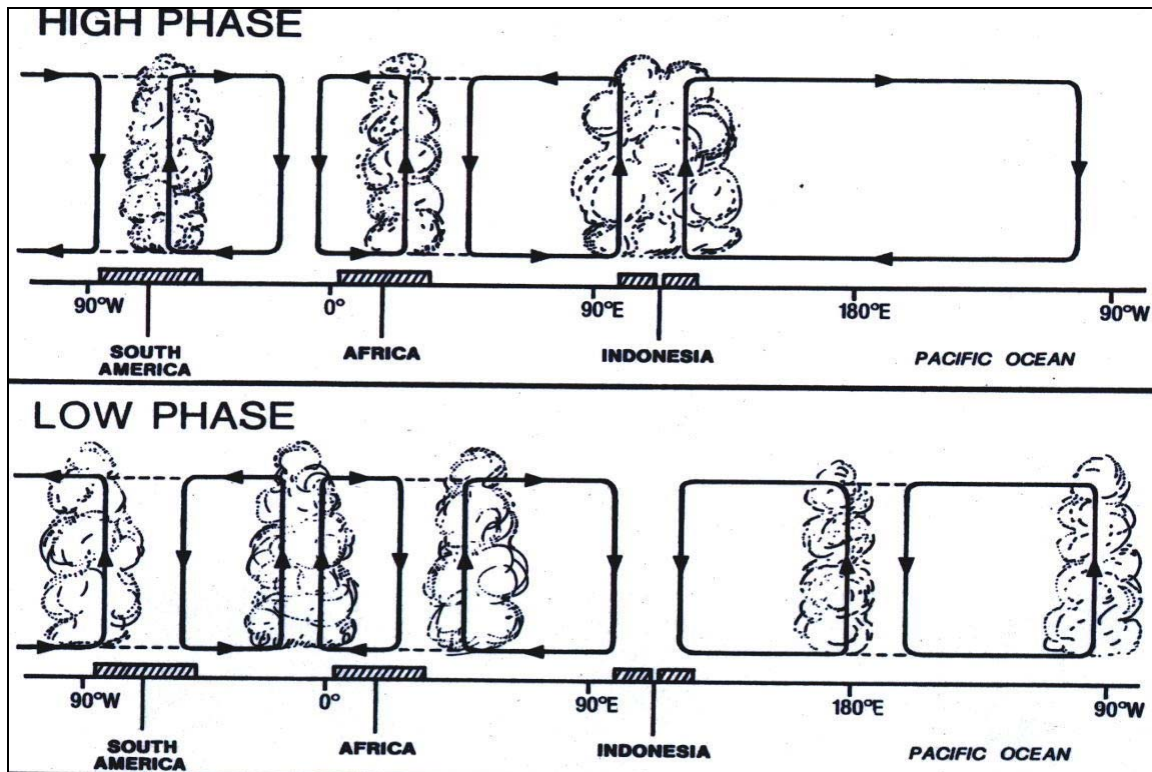 HIGH PHASE
90°W 0° 90°E 180°E 90°W
SOUTH
AMERICA
AFRICA
INDONESIA
PACIFIC OCEAN
LOW PHASE
90°W 0° 90°E 180°E 90°W
SOUTH
AMERICA
AFRICA
INDONESIA
PACIFIC OCEAN